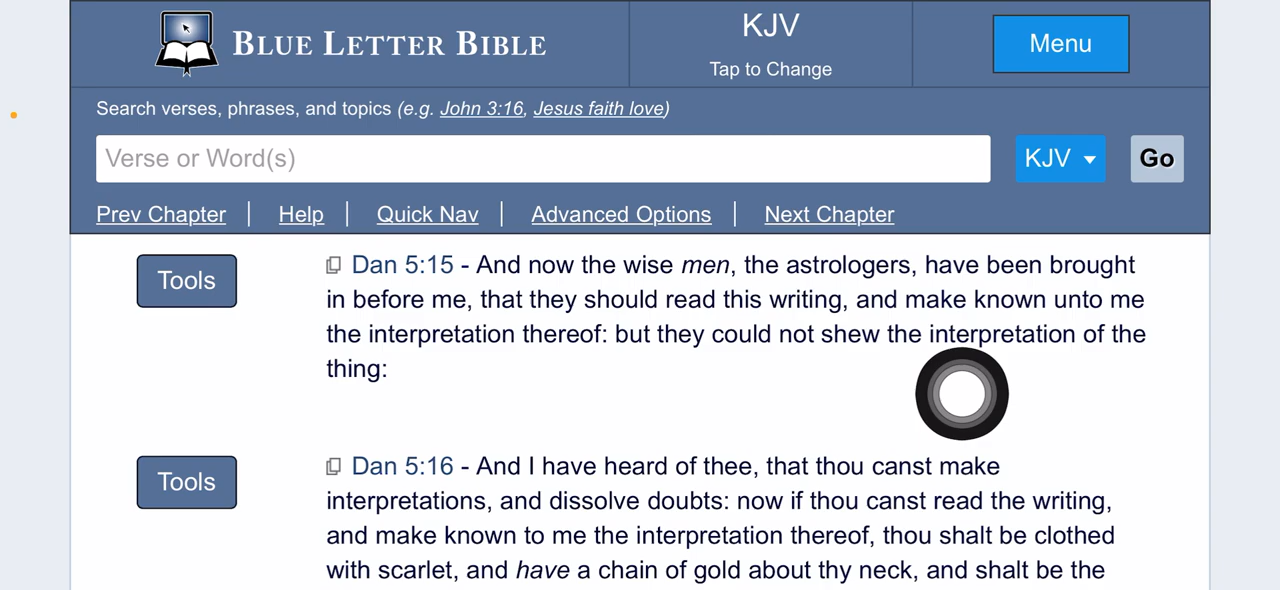 BLUE LETTER BIBLE
KJV
Tap to Change
Menu
Search verses, phrases, and topics (e.g. John 3:16, Jesus faith love)
Verse or Word(s)
KJV
Go
Prev Chapter | Help | Quick Nav | Advanced Options | Next Chapter
Tools
Dan 5:15 - And now the wise men, the astrologers, have been brought
in before me, that they should read this writing, and make known unto me
the interpretation thereof: but they could not shew the interpretation of the
thing:
Tools
Dan 5:16 - And I have heard of thee, that thou canst make
interpretations, and dissolve doubts: now if thou canst read the writing,
and make known to me the interpretation thereof, thou shalt be clothed
with scarlet, and have a chain of gold about thy neck, and shalt be the